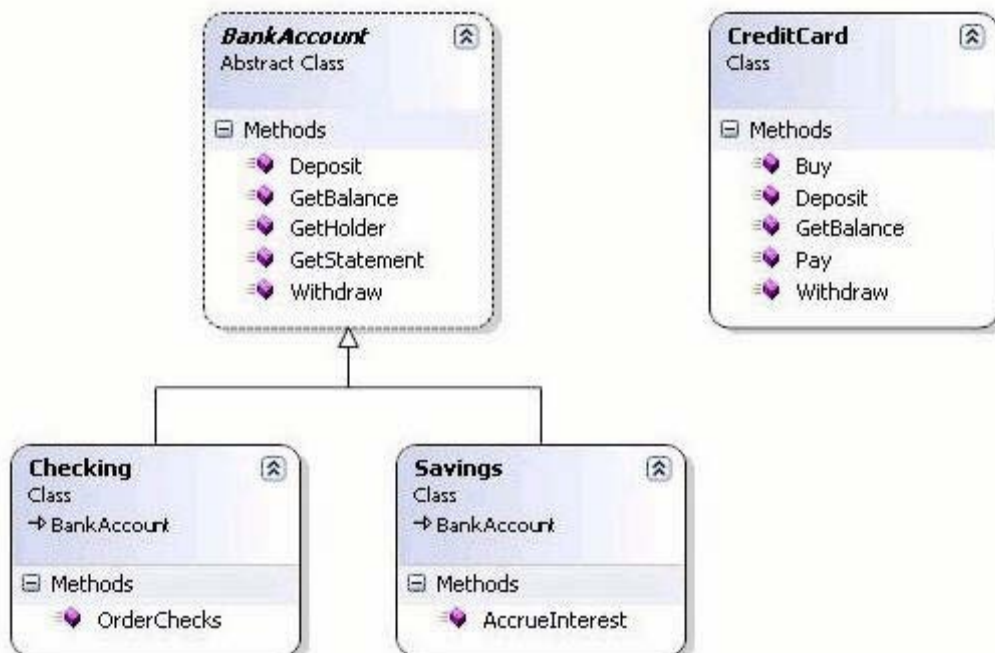 BankAccount
Abstract Class
Methods
Deposit
GetBalance
GetHolder
GetStatement
Withdraw
CreditCard
Class
Methods
Buy
Deposit
GetBalance
Pay
Withdraw
Checking
Class
BankAccount
Methods
OrderChecks
Savings
Class
BankAccount
Methods
AccrueInterest